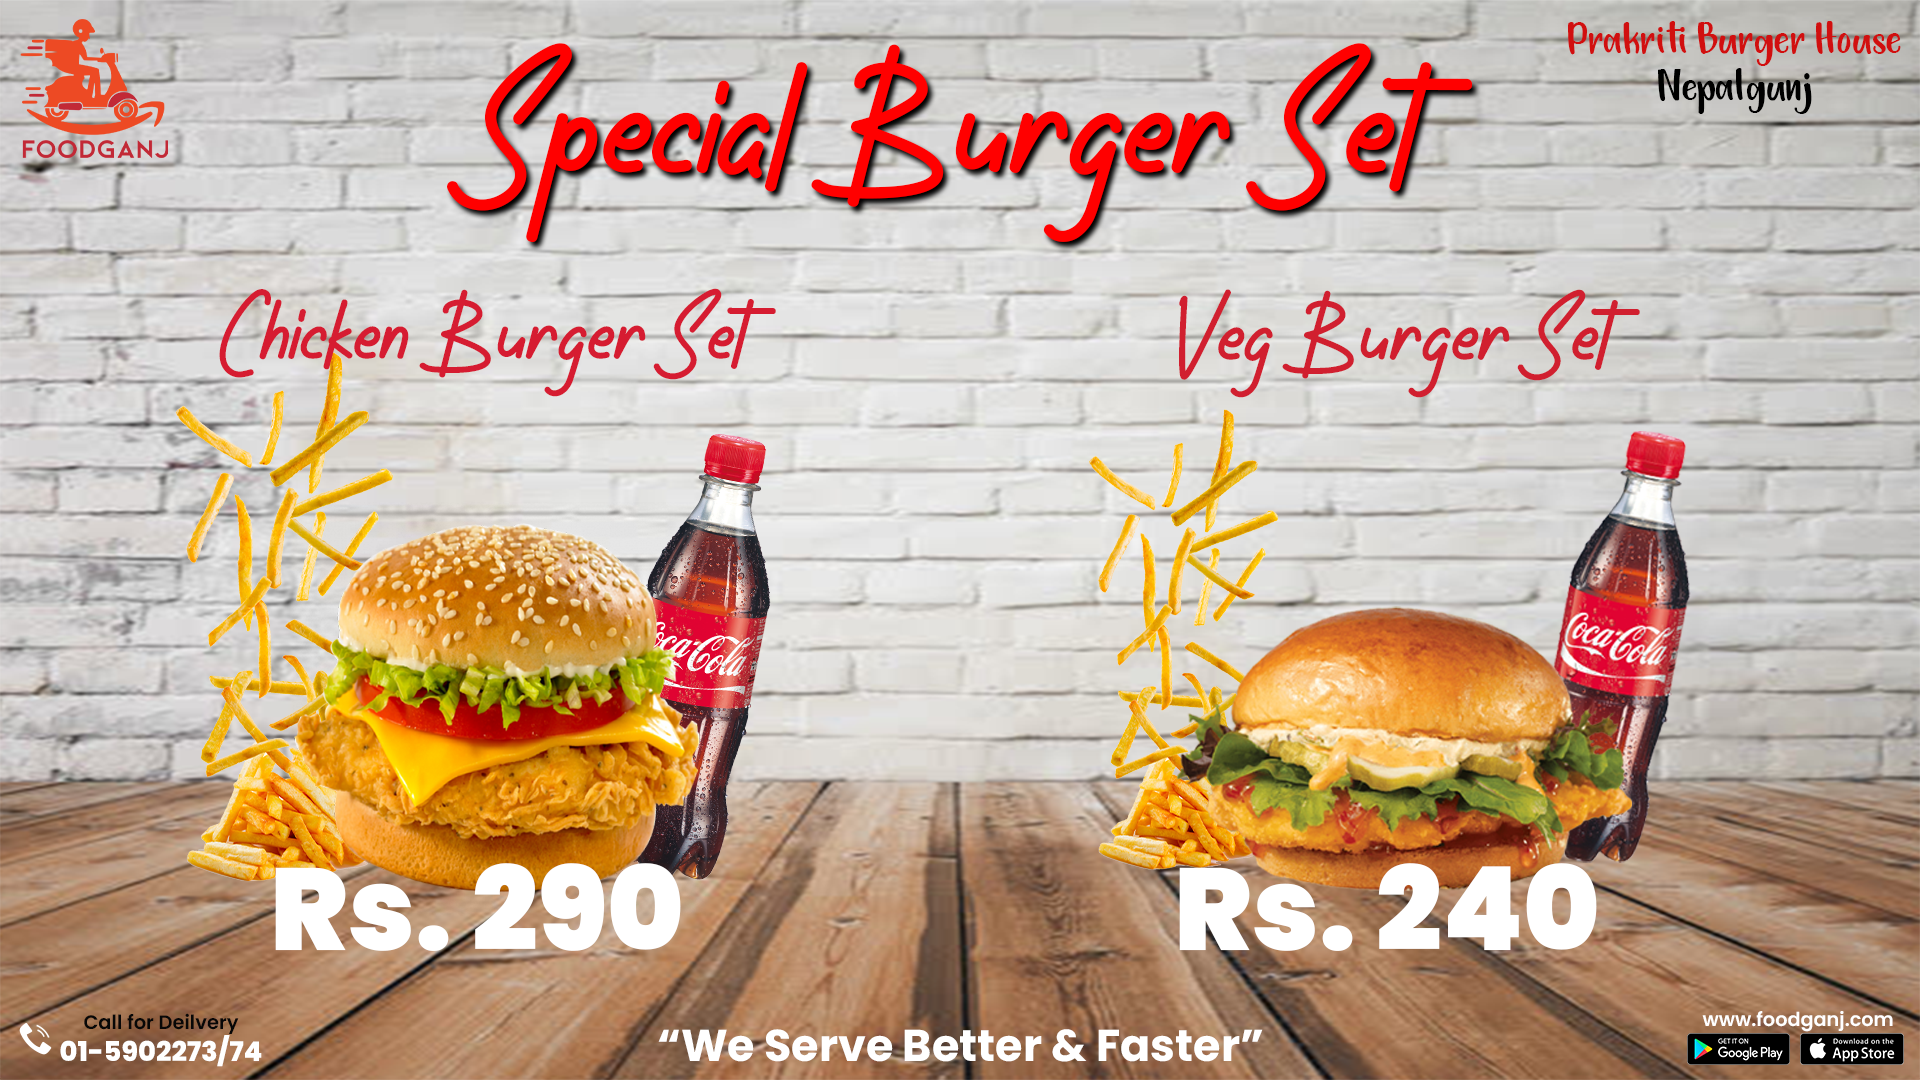 FOODGANJ
Prakriti Burger House
Nepalgunj
Special Burger Set
Chicken Burger Set
Veg Burger Set
Coca-Cola
Coca-Cola
Rs. 290
Rs. 240
Call for Deilvery
01-5902273/74
“We Serve Better & Faster”
www.foodganj.com
GET IT ON
Google Play
Download on the
App Store